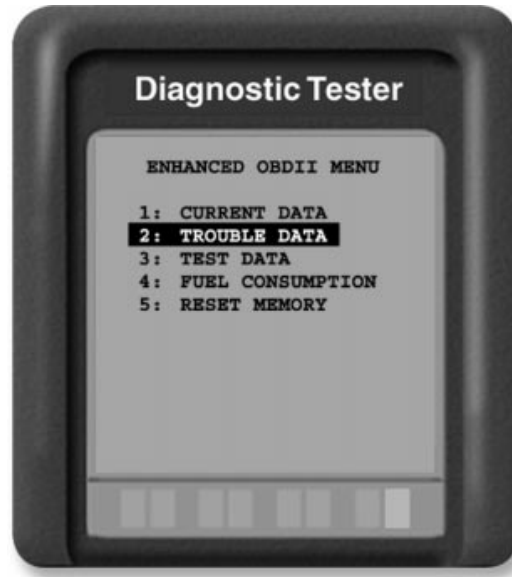 Diagnostic Tester
ENHANCED OBDII MENU
1: CURRENT DATA
2: TROUBLE DATA
3: TEST DATA
4: FUEL CONSUMPTION
5: RESET MEMORY